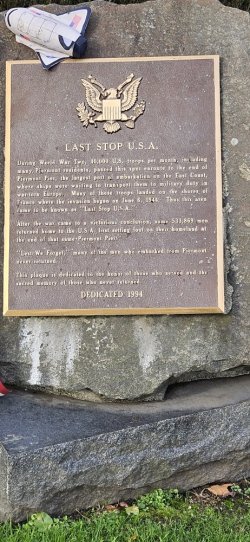 LAST STOP U.S.A.
During World War Two, 40,000 U.S. troops per month, including
many Piermont residents, passed this spot enroute to the end of
Piermont Pier, the largest port of embarkation on the East Coast,
where ships were waiting to transport them to military duty in
western Europe. Many of these troops landed on the shores of
France where the invasion began on June 6, 1944. Thus this area
came to be known as "Last Stop U.S.A."
After the war came to a victorious conclusion, some 533,869 men
returned home to the U.S.A. first setting foot on their homeland at
the end of that same Piermont Pier.
"Lest We Forget," many of the men who embarked from Piermont
never returned.
This plaque is dedicated to the honor of those who served and the
sacred memory of those who never returned.
DEDICATED 1994